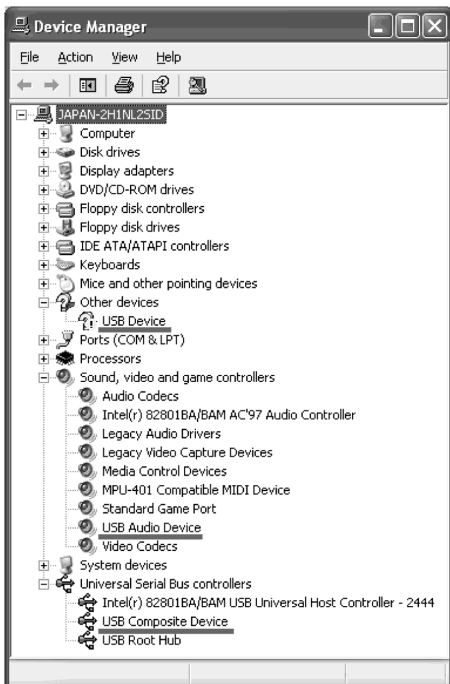 Device Manager
File Action View Help
JAPAN-2H1NL2SID
Computer
Disk drives
Display adapters
DVD/CD-ROM drives
Floppy disk controllers
Floppy disk drives
IDE ATA/ATAPI controllers
Keyboards
Mice and other pointing devices
Other devices
USB Device
Ports (COM & LPT)
Processors
Sound, video and game controllers
Audio Codecs
Intel(r) 82801BA/BAM AC'97 Audio Controller
Legacy Audio Drivers
Legacy Video Capture Devices
Media Control Devices
MPU-401 Compatible MIDI Device
Standard Game Port
USB Audio Device
Video Codecs
System devices
Universal Serial Bus controllers
Intel(r) 82801BA/BAM USB Universal Host Controller - 2444
USB Composite Device
USB Root Hub